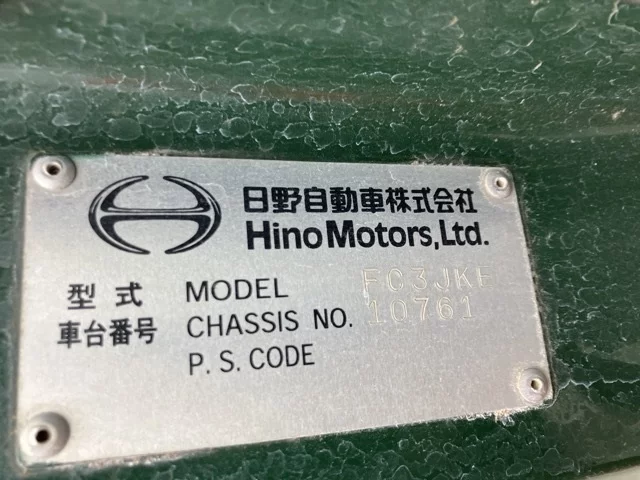 日野自動車株式会社
Hino Motors, Ltd.
型式 MODEL FC3JKF
車台番号 CHASSIS NO. 10761
P.S. CODE